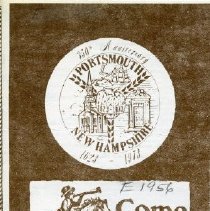 350th Anniversary
PORTSMOUTH
NEW HAMPSHIRE
1623 - 1973
E 1956
Come